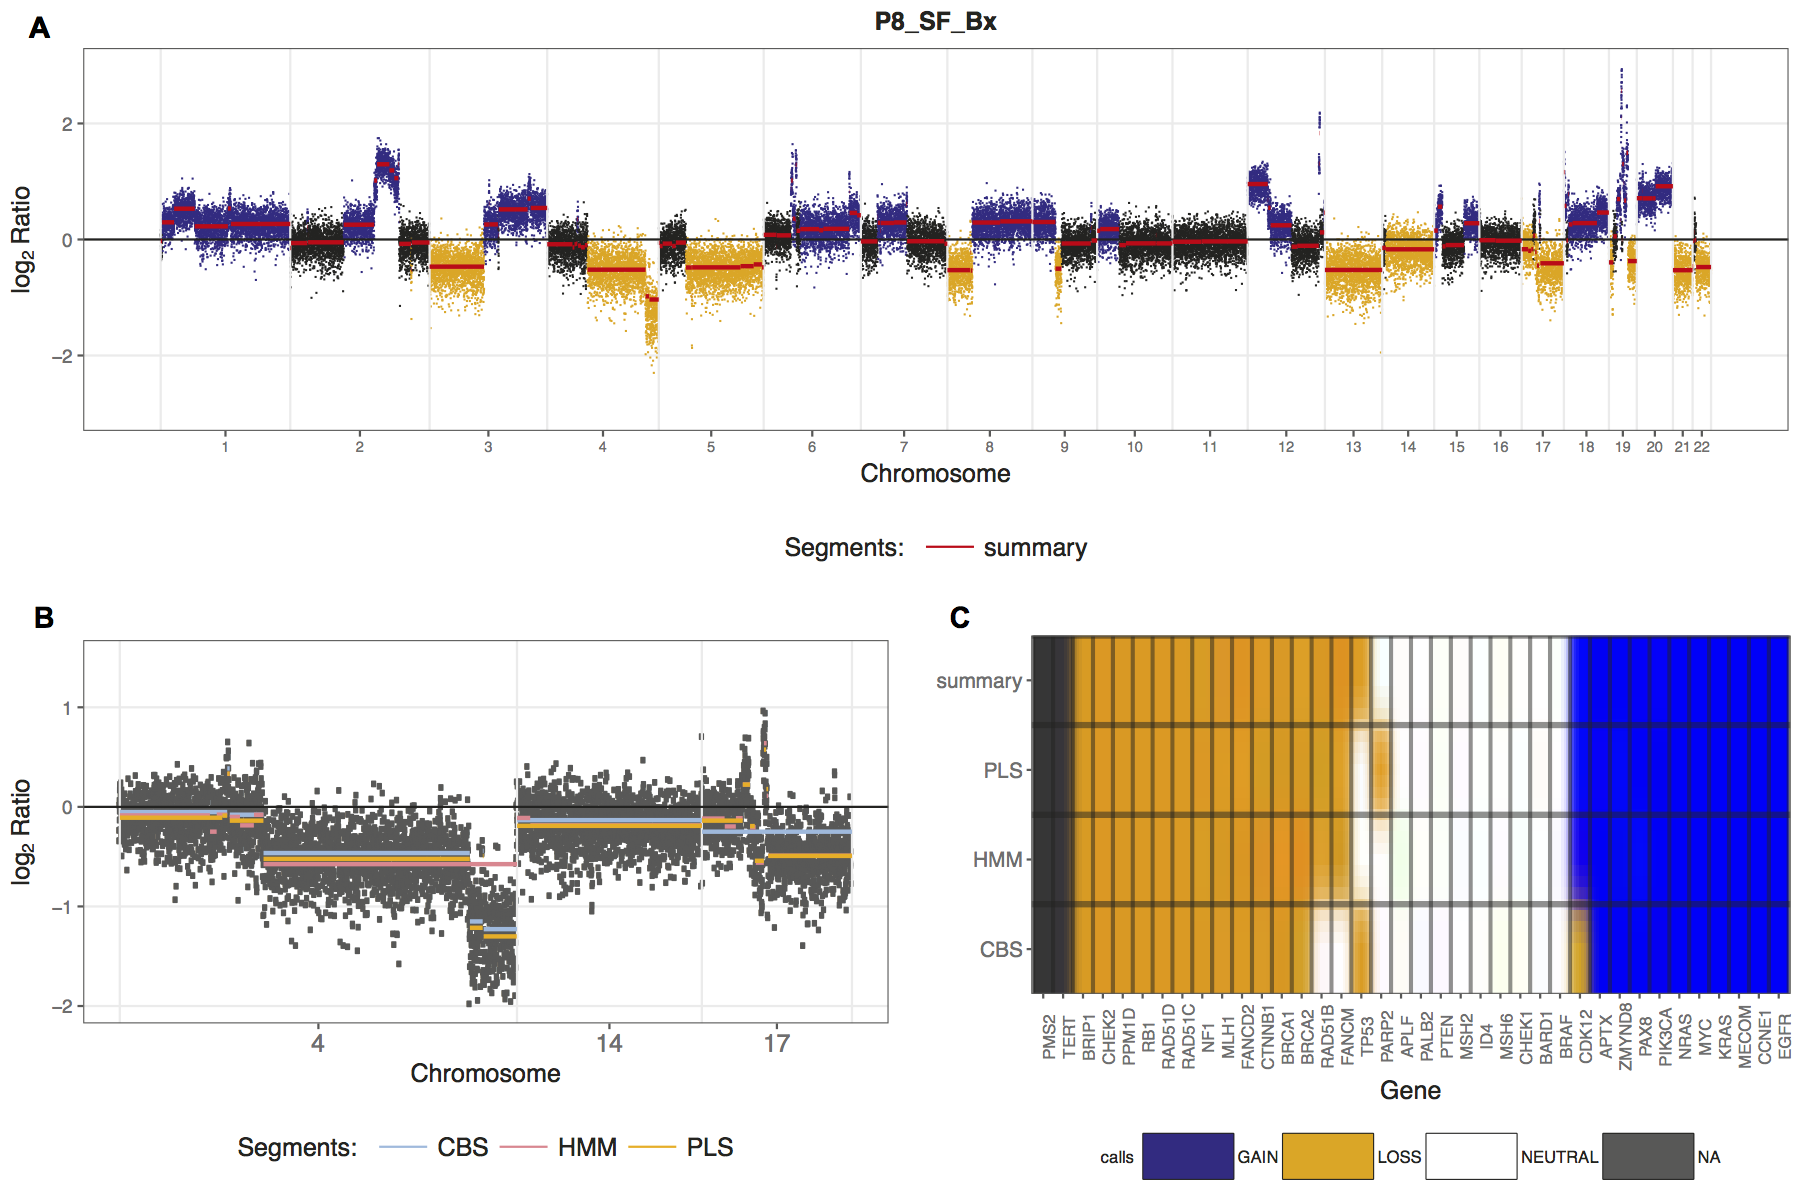 A
P8_SF_Bx
log2 Ratio
2
0
−2
1 2 3 4 5 6 7 8 9 10 11 12 13 14 15 16 17 18 19 20 21 22
Chromosome
Segments: summary
B
log2 Ratio
1
0
−1
−2
4 14 17
Chromosome
Segments: CBS HMM PLS
C
summary
PLS
HMM
CBS
PMS2 TERT BRIP1 CHEK2 PPM1D RB1 RAD51D RAD51C NF1 MLH1 FANCD2 CTNNB1 BRCA1 BRCA2 RAD51B FANCM TP53 PARP2 APLF PALB2 PTEN MSH2 ID4 MSH6 CHEK1 BARD1 BRAF CDK12 APTX ZMYND8 PAX8 PIK3CA NRAS MYC KRAS MECOM CCNE1 EGFR
Gene
calls GAIN LOSS NEUTRAL NA